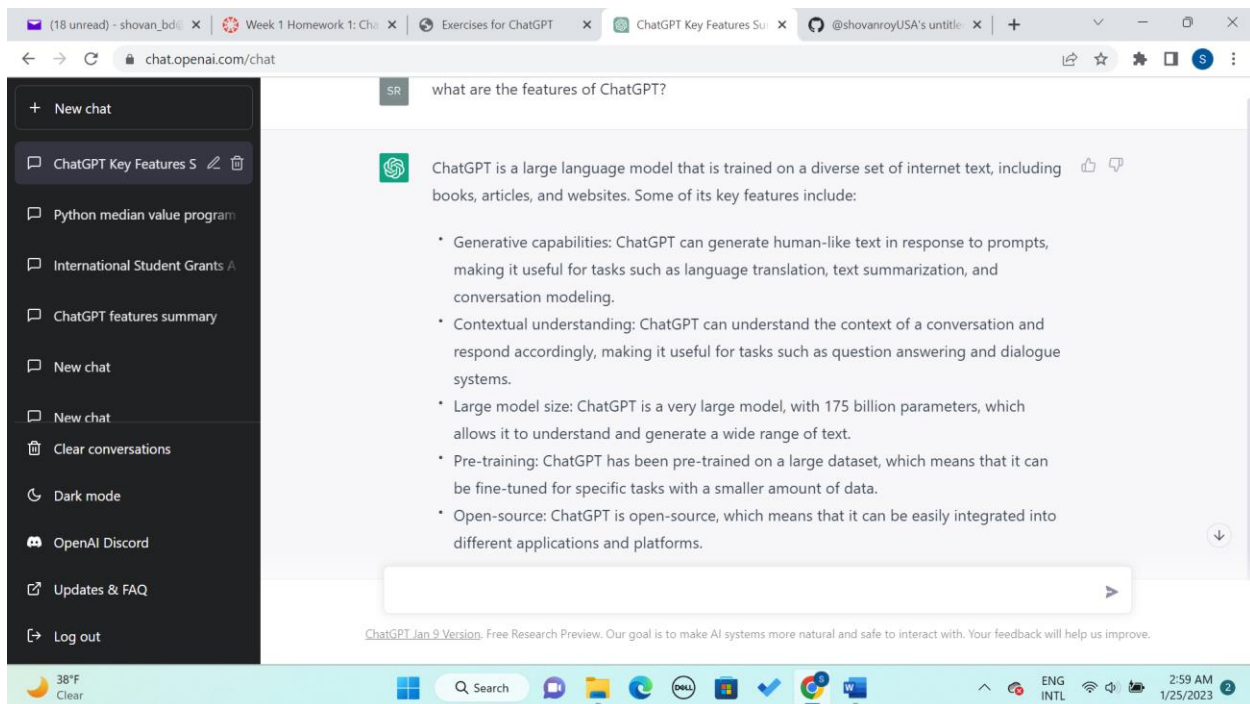 (18 unread) - shovan_bd@
Week 1 Homework 1: Cha
Exercises for ChatGPT
ChatGPT Key Features Su
@shovanroyUSA's untitle
chat.openai.com/chat
S
New chat
ChatGPT Key Features S
Python median value program
International Student Grants A
ChatGPT features summary
New chat
New chat
Clear conversations
Dark mode
OpenAI Discord
Updates & FAQ
Log out
SR
what are the features of ChatGPT?
ChatGPT is a large language model that is trained on a diverse set of internet text, including
books, articles, and websites. Some of its key features include:
• Generative capabilities: ChatGPT can generate human-like text in response to prompts,
making it useful for tasks such as language translation, text summarization, and
conversation modeling.
• Contextual understanding: ChatGPT can understand the context of a conversation and
respond accordingly, making it useful for tasks such as question answering and dialogue
systems.
• Large model size: ChatGPT is a very large model, with 175 billion parameters, which
allows it to understand and generate a wide range of text.
• Pre-training: ChatGPT has been pre-trained on a large dataset, which means that it can
be fine-tuned for specific tasks with a smaller amount of data.
• Open-source: ChatGPT is open-source, which means that it can be easily integrated into
different applications and platforms.
ChatGPT Jan 9 Version. Free Research Preview. Our goal is to make AI systems more natural and safe to interact with. Your feedback will help us improve.
38°F
Clear
Search
DELL
S
W
ENG
INTL
2:59 AM
1/25/2023
2